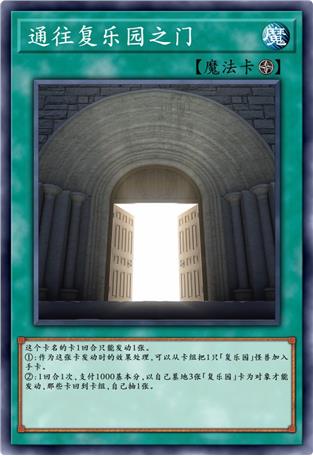 通往复乐园之门
魔
【魔法卡】
这个卡名的卡1回合只能发动1张。
①:作为这张卡发动时的效果处理,可以从卡组把1只「复乐园」怪兽加入
手卡。
②:1回合1次,支付1000基本分,以自己墓地3张「复乐园」卡为对象才能
发动,那些卡回到卡组,自己抽1张。